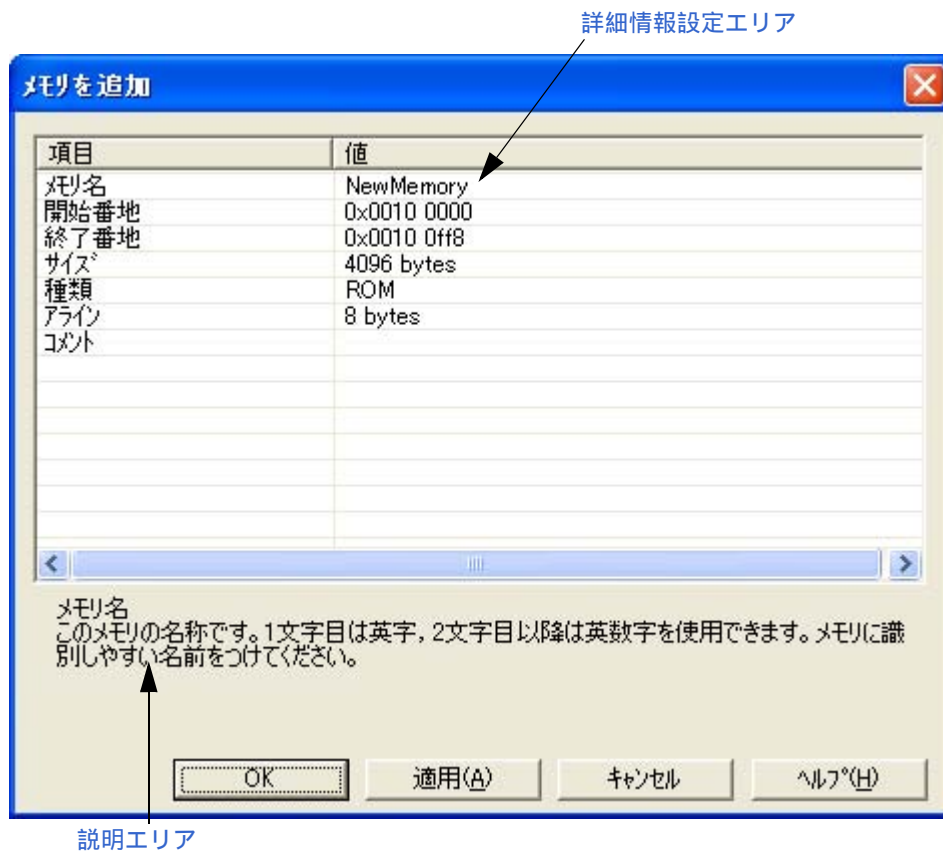 詳細情報設定エリア
メモリを追加
項目 値
メモリ名 NewMemory
開始番地 0x0010 0000
終了番地 0x0010 0ff8
サイズ 4096 bytes
種類 ROM
アライン 8 bytes
コメント
メモリ名
このメモリの名称です。1文字目は英字，2文字目以降は英数字を使用できます。メモリに識
別しやすい名前をつけてください。
OK 適用(A) キャンセル ヘルプ(H)
説明エリア